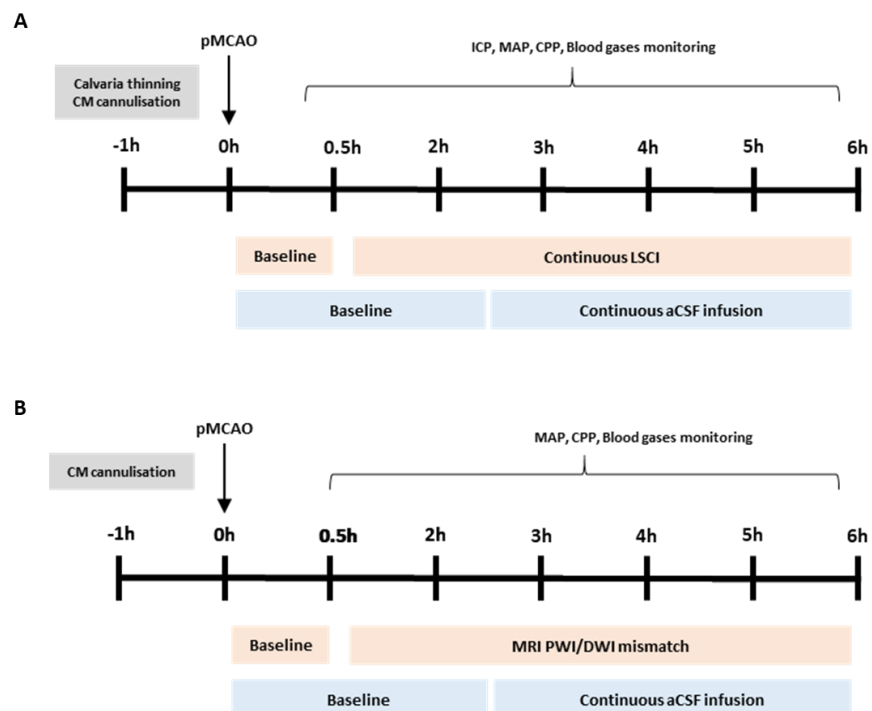 A
pMCAO
ICP, MAP, CPP, Blood gases monitoring
Calvaria thinning
CM cannulisation
-1h 0h 0.5h 2h 3h 4h 5h 6h
Baseline Continuous LSCI
Baseline Continuous aCSF infusion
B
pMCAO
MAP, CPP, Blood gases monitoring
CM cannulisation
-1h 0h 0.5h 2h 3h 4h 5h 6h
Baseline MRI PWI/DWI mismatch
Baseline Continuous aCSF infusion